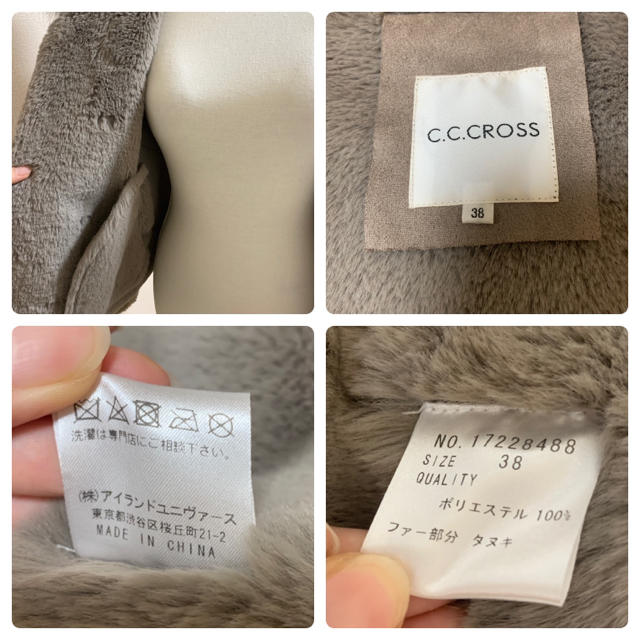 C.C.CROSS
38
洗濯は専門店にご相談下さい。
(株)アイランドユニヴァース
東京都渋谷区桜丘町21-2
MADE IN CHINA
NO. 17228488
SIZE 38
QUALITY
ポリエステル 100%
ファー部分 タヌキ